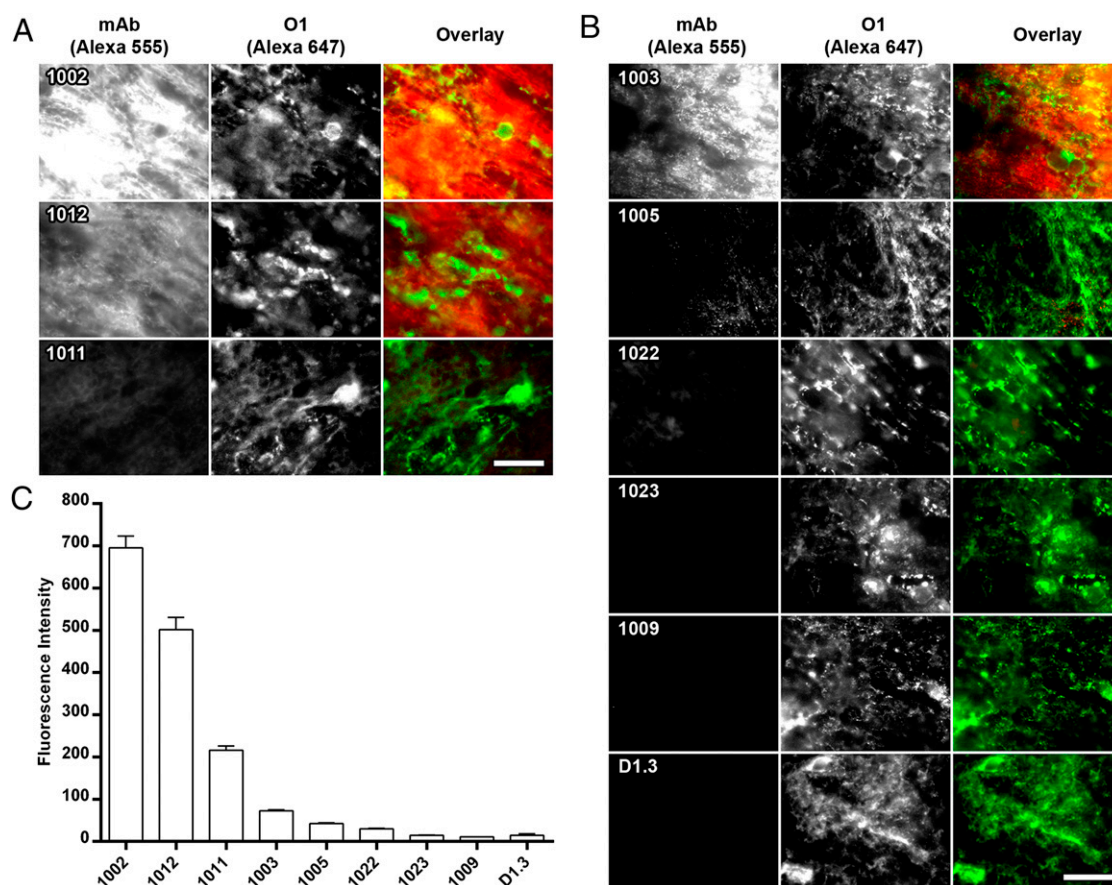 A
mAb
(Alexa 555)
O1
(Alexa 647)
Overlay
1002
1012
1011
B
mAb
(Alexa 555)
O1
(Alexa 647)
Overlay
1003
1005
1022
1023
1009
D1.3
C
Fluorescence Intensity
800
700
600
500
400
300
200
100
0
1002
1012
1011
1003
1005
1022
1023
1009
D1.3